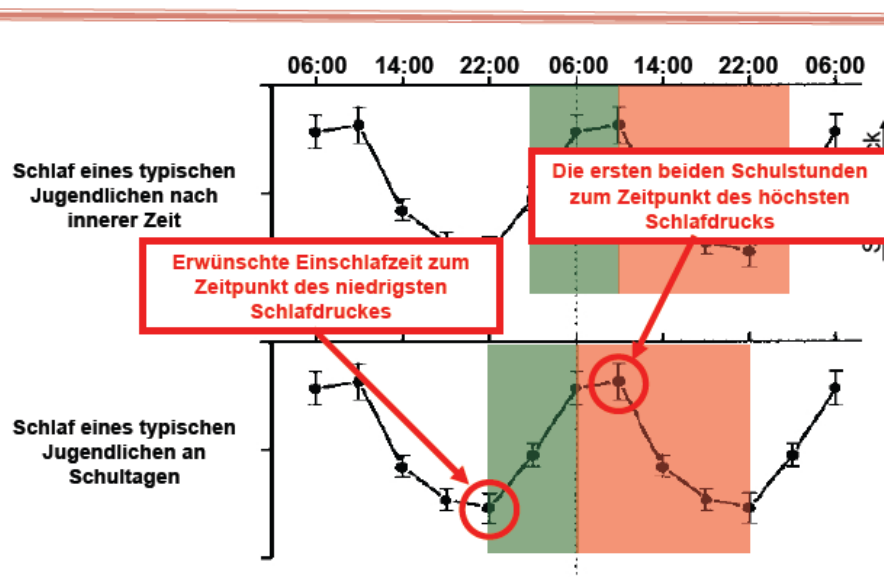 06:00 14:00 22:00 06:00 14:00 22:00 06:00
Schlaf eines typischen
Jugendlichen nach
innerer Zeit
Die ersten beiden Schulstunden
zum Zeitpunkt des höchsten
Schlafdrucks
Erwünschte Einschlafzeit zum
Zeitpunkt des niedrigsten
Schlafdruckes
Schlaf eines typischen
Jugendlichen an
Schultagen